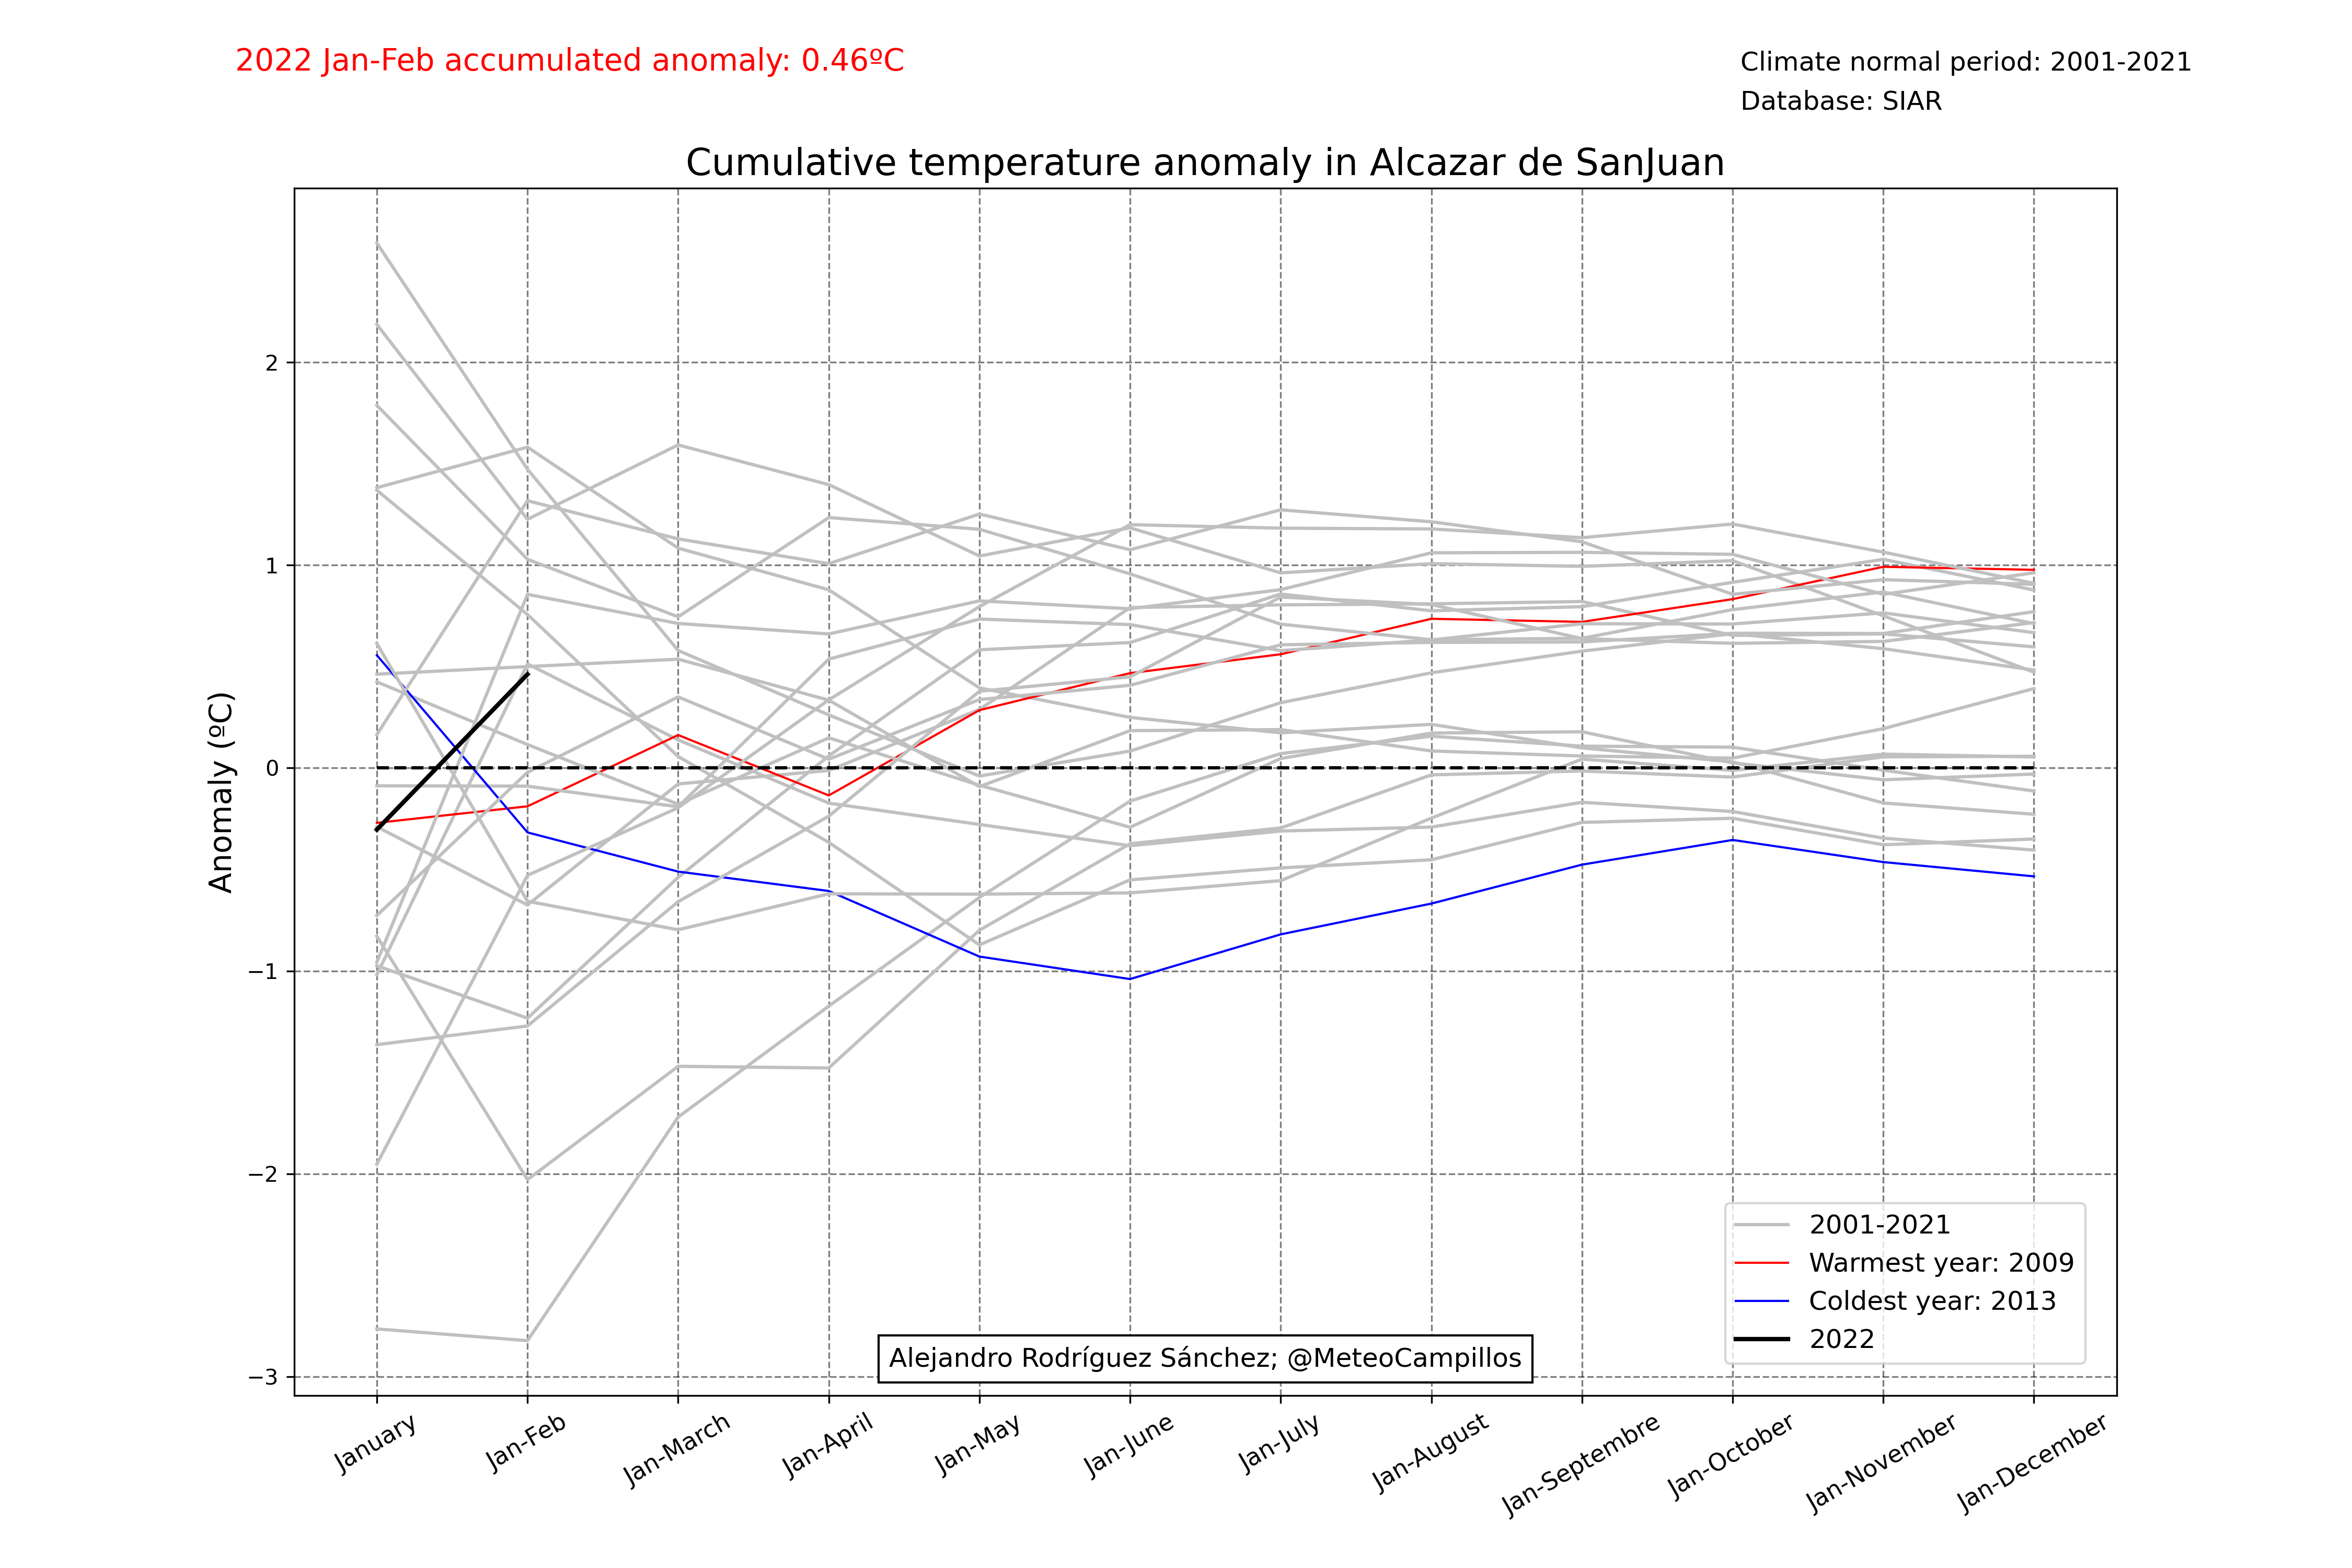 2022 Jan-Feb accumulated anomaly: 0.46ºC
Climate normal period: 2001-2021
Database: SIAR
Cumulative temperature anomaly in Alcazar de SanJuan
Anomaly (ºC)
2
1
0
−1
−2
−3
2001-2021
Warmest year: 2009
Coldest year: 2013
2022
Alejandro Rodríguez Sánchez; @MeteoCampillos
January
Jan-Feb
Jan-March
Jan-April
Jan-May
Jan-June
Jan-July
Jan-August
Jan-Septembre
Jan-October
Jan-November
Jan-December